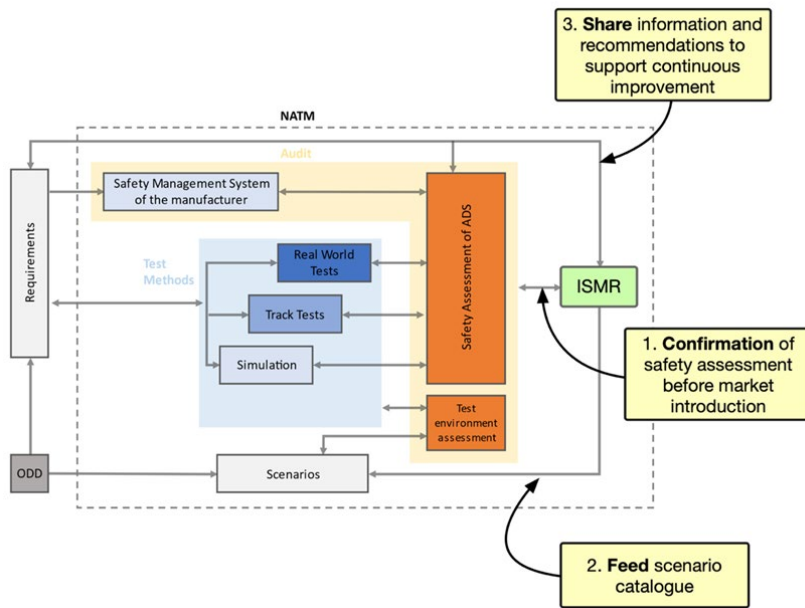 3. Share information and
recommendations to
support continuous
improvement
NATM
Audit
Safety Management System
of the manufacturer
Requirements
Test
Methods
Real World
Tests
Track Tests
Simulation
Safety Assessment of ADS
ISMR
1. Confirmation of
safety assessment
before market
introduction
Test
environment
assessment
ODD
Scenarios
2. Feed scenario
catalogue